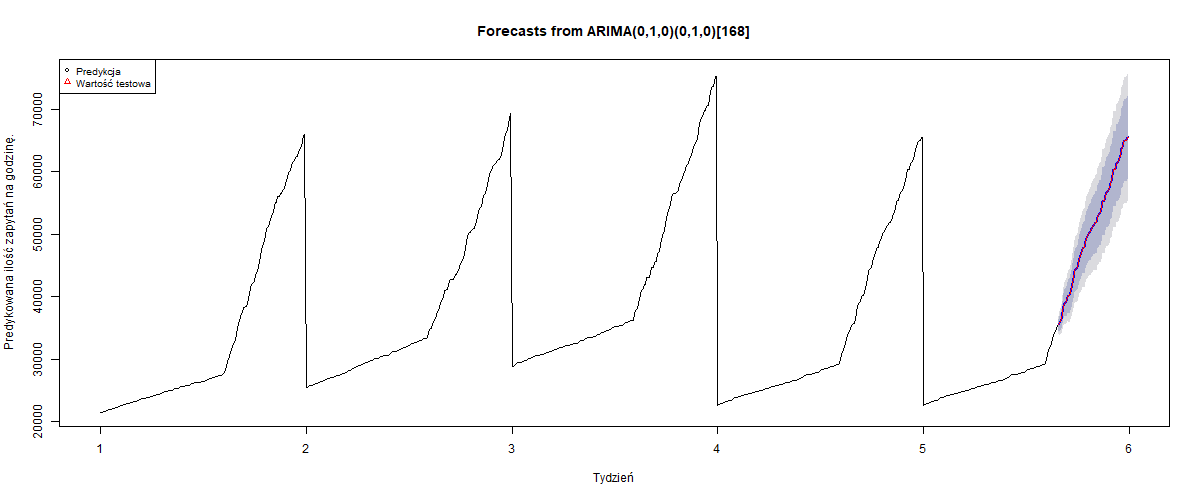 Forecasts from ARIMA(0,1,0)(0,1,0)[168]
Predykcja
Wartość testowa
Predykowana ilość zapytań na godzinę.
70000
60000
50000
40000
30000
20000
1 2 3 4 5 6
Tydzień